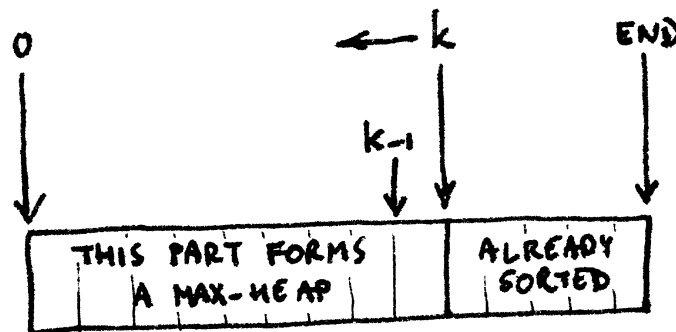 0
← k
END
k-1
THIS PART FORMS
A MAX-HEAP
ALREADY
SORTED